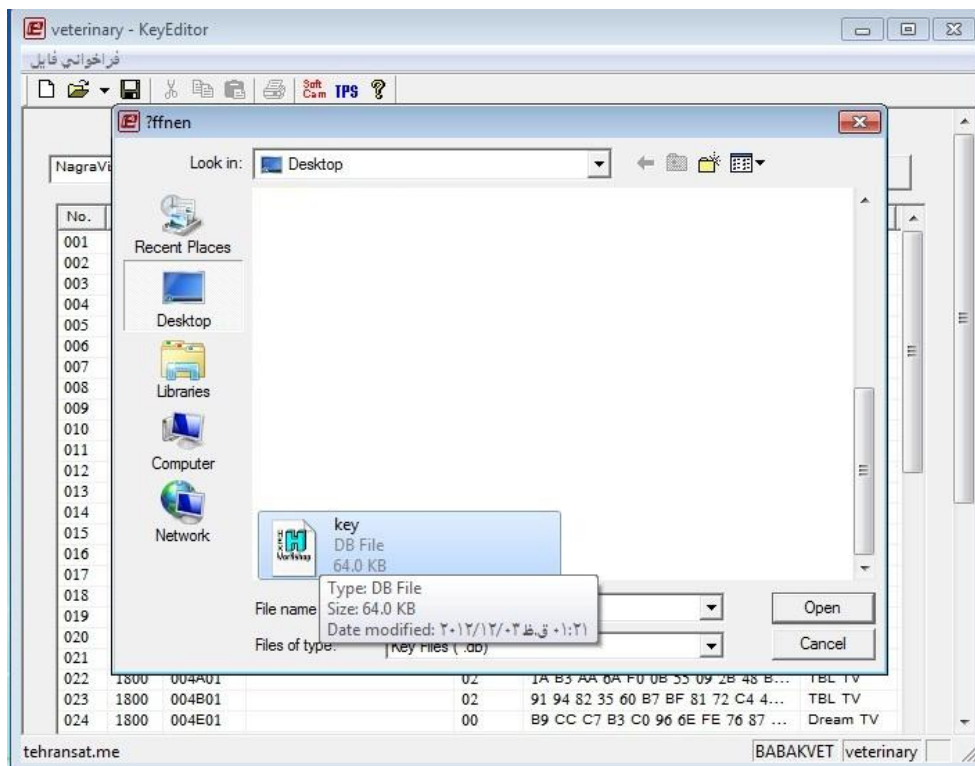 veterinary - KeyEditor
فراخوانی فایل
Soft Cam TPS ?
?ffnen
Look in: Desktop
NagraVi
No.
001
002
003
004
005
006
007
008
009
010
011
012
013
014
015
016
017
018
019
020
021
Recent Places
Desktop
Libraries
Computer
Network
key
DB File
64.0 KB
Type: DB File
Size: 64.0 KB
Date modified: ۲۰۱۲/۱۲/۰۳ ق.ظ ۰۱:۲۱
File name
Open
Files of type:
Key Files ( .db)
Cancel
022 1800 004A01 02 1A B3 AA 6A F0 0B 55 09 2B 48 B... TBL TV
023 1800 004B01 02 91 94 82 35 60 B7 BF 81 72 C4 4... TBL TV
024 1800 004E01 00 B9 CC C7 B3 C0 96 6E FE 76 87 ... Dream TV
tehransat.me BABAKVET veterinary